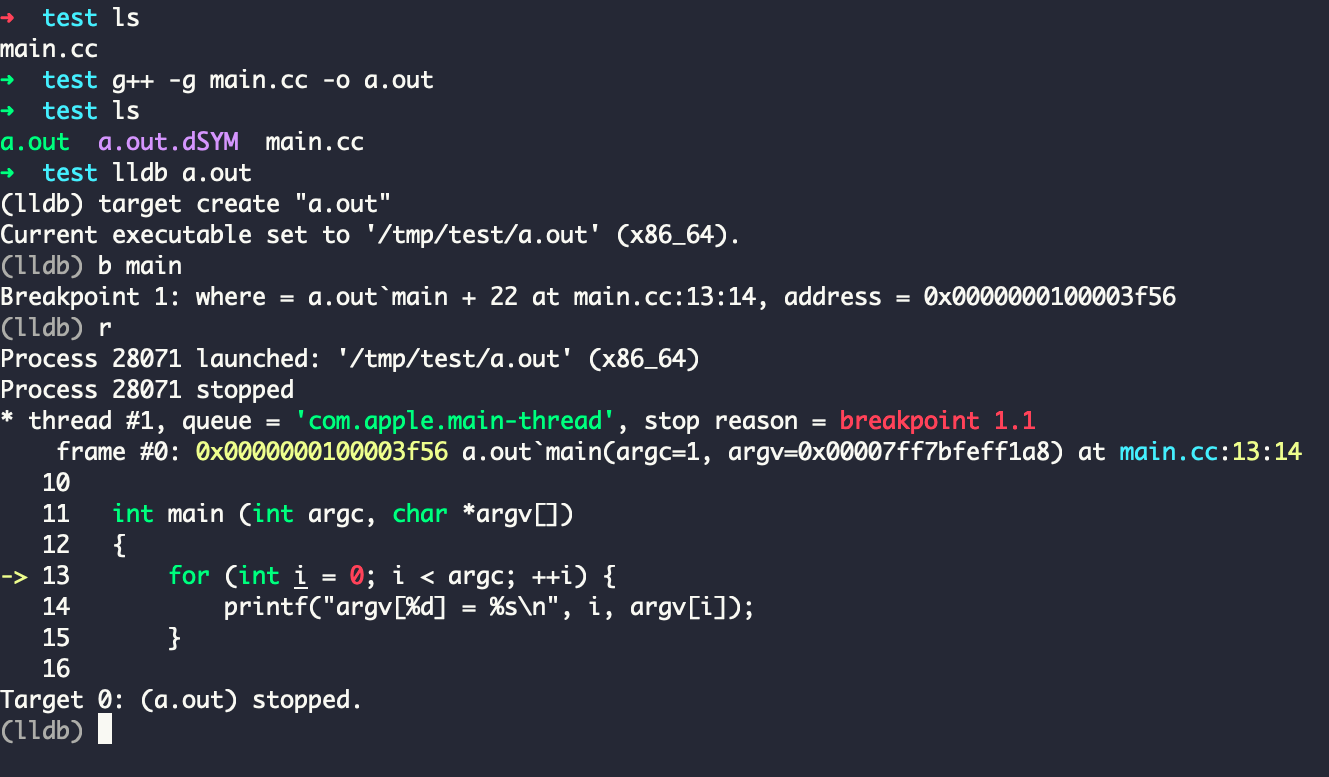 ➜  test ls
main.cc
➜  test g++ -g main.cc -o a.out
➜  test ls
a.out  a.out.dSYM  main.cc
➜  test lldb a.out
(lldb) target create "a.out"
Current executable set to '/tmp/test/a.out' (x86_64).
(lldb) b main
Breakpoint 1: where = a.out`main + 22 at main.cc:13:14, address = 0x0000000100003f56
(lldb) r
Process 28071 launched: '/tmp/test/a.out' (x86_64)
Process 28071 stopped
* thread #1, queue = 'com.apple.main-thread', stop reason = breakpoint 1.1
    frame #0: 0x0000000100003f56 a.out`main(argc=1, argv=0x00007ff7bfeff1a8) at main.cc:13:14
   10
   11   int main (int argc, char *argv[])
   12   {
-> 13       for (int i = 0; i < argc; ++i) {
   14           printf("argv[%d] = %s\n", i, argv[i]);
   15       }
   16
Target 0: (a.out) stopped.
(lldb)